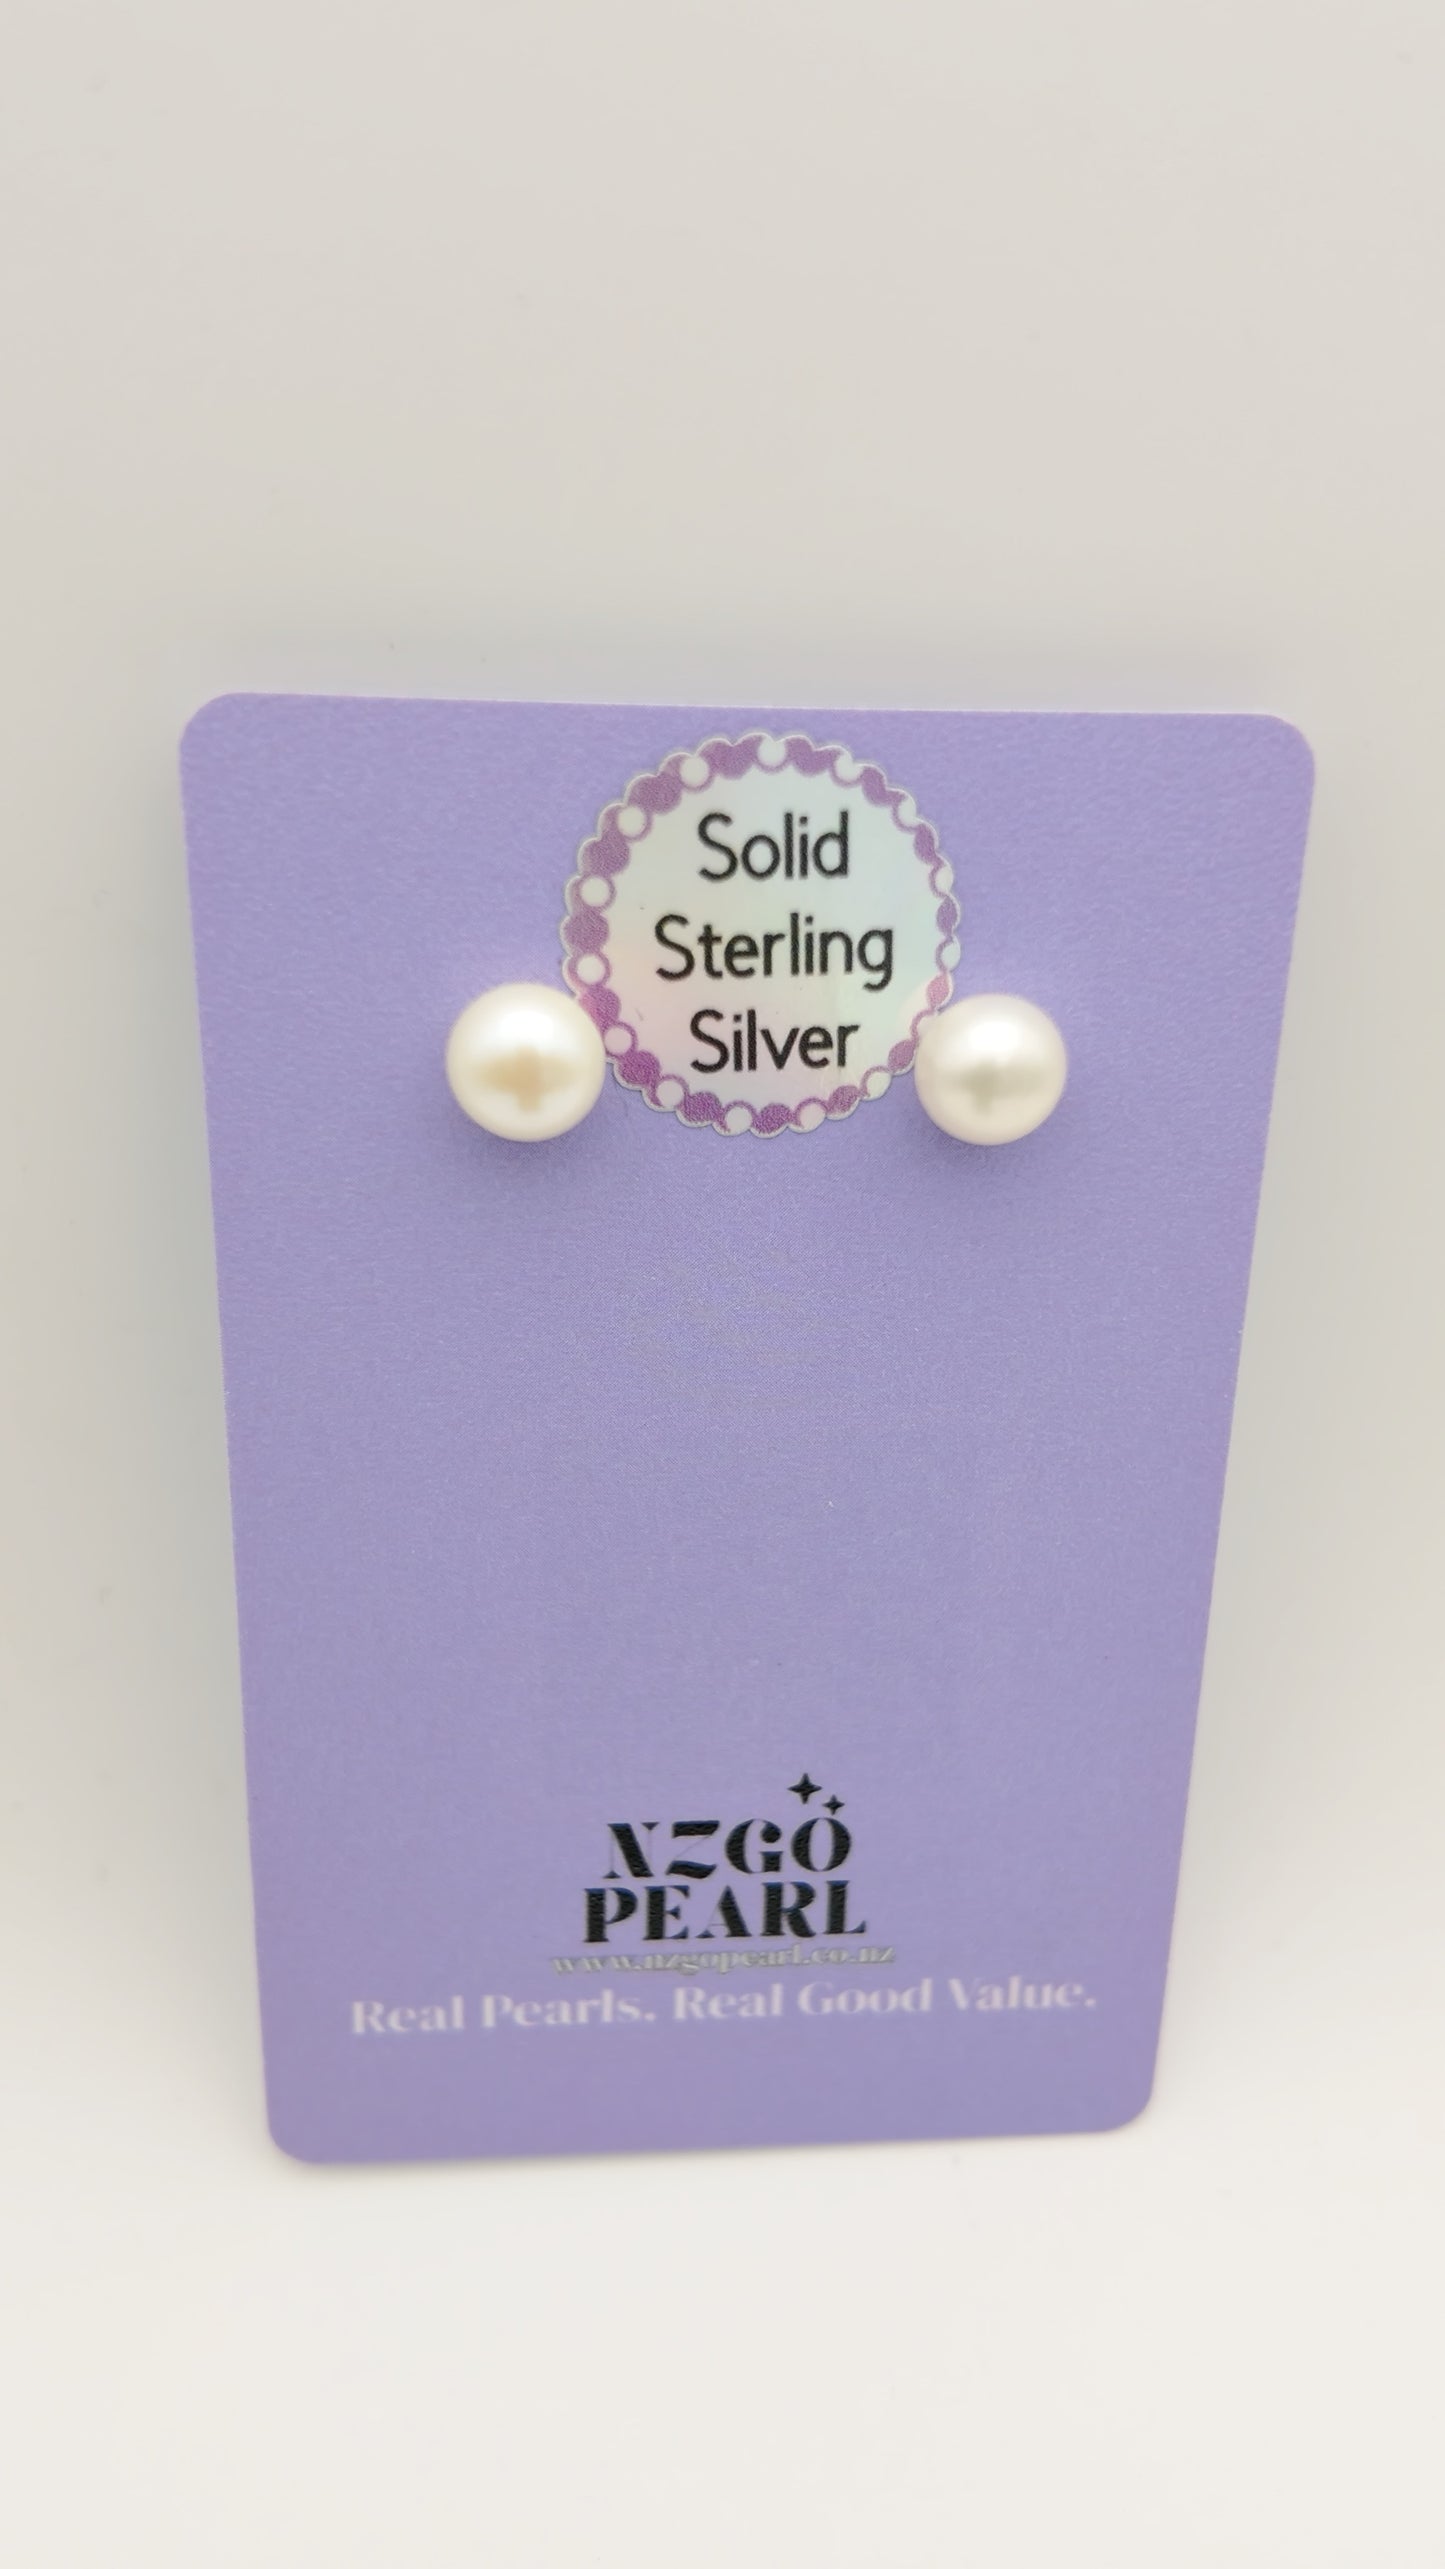 Solid
Sterling
Silver
NZGO
PEARL
www.nzgopearl.co.nz
Real Pearls. Real Good Value.